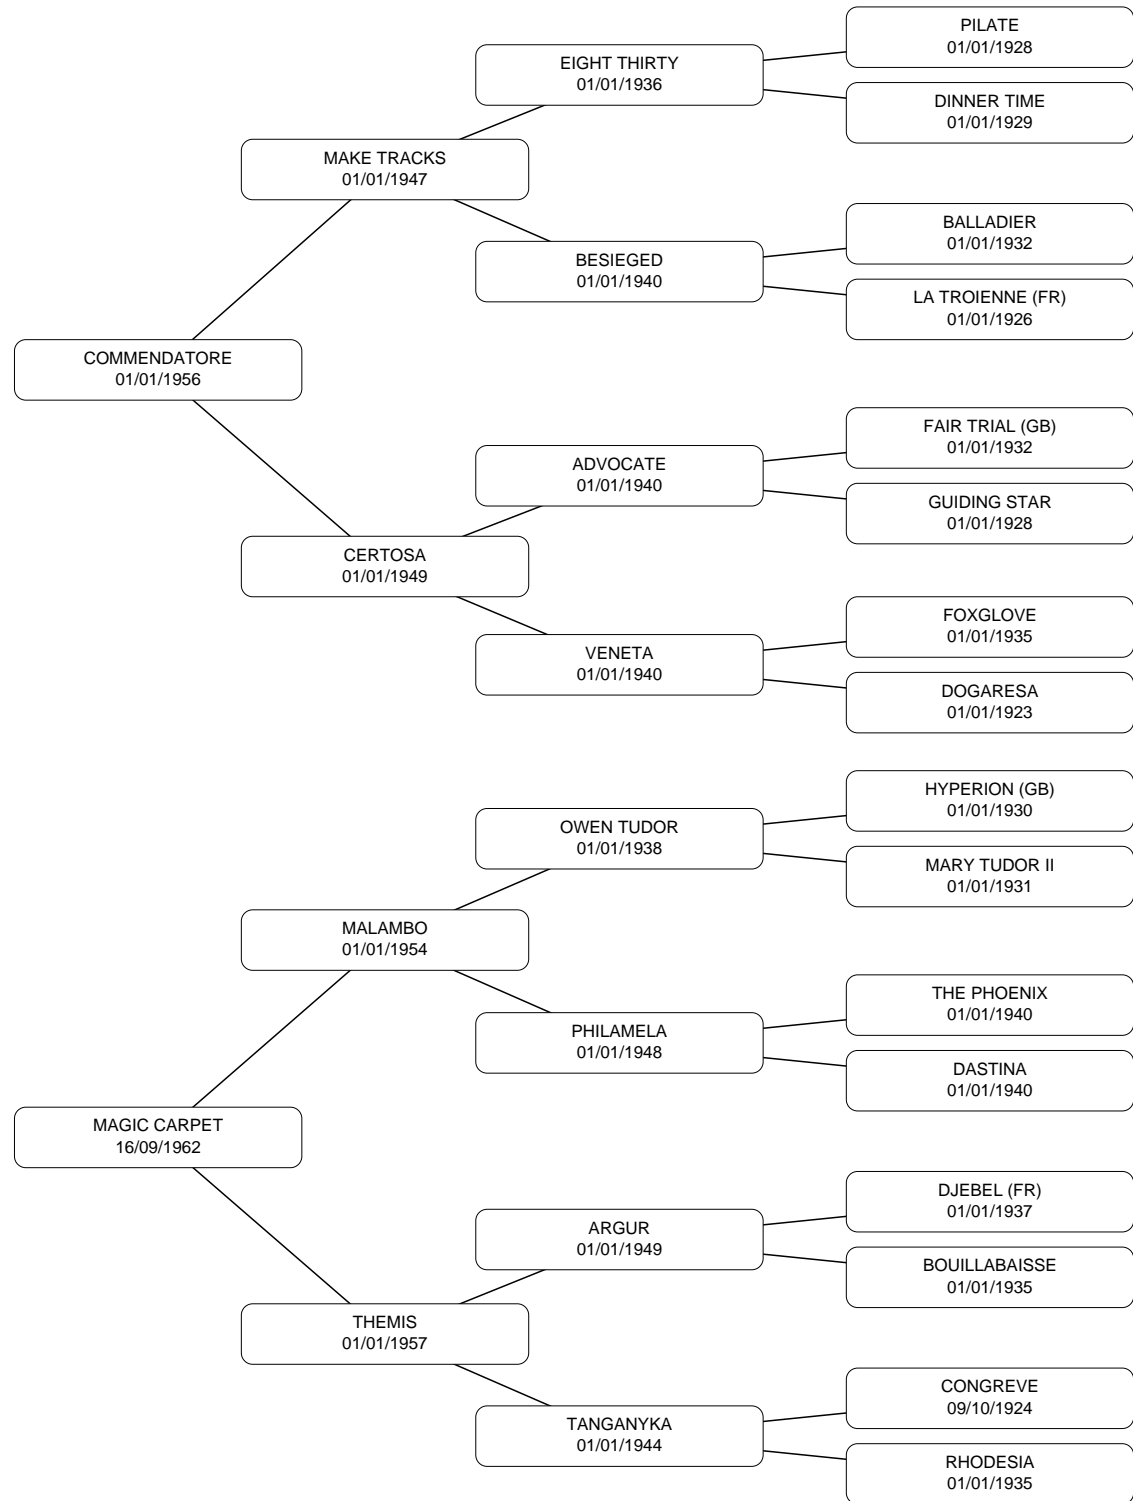 PILATE
01/01/1928
EIGHT THIRTY
01/01/1936
DINNER TIME
01/01/1929
MAKE TRACKS
01/01/1947
BALLADIER
01/01/1932
BESIEGED
01/01/1940
LA TROIENNE (FR)
01/01/1926
COMMENDATORE
01/01/1956
FAIR TRIAL (GB)
01/01/1932
ADVOCATE
01/01/1940
GUIDING STAR
01/01/1928
CERTOSA
01/01/1949
FOXGLOVE
01/01/1935
VENETA
01/01/1940
DOGARESA
01/01/1923
HYPERION (GB)
01/01/1930
OWEN TUDOR
01/01/1938
MARY TUDOR II
01/01/1931
MALAMBO
01/01/1954
THE PHOENIX
01/01/1940
PHILAMELA
01/01/1948
DASTINA
01/01/1940
MAGIC CARPET
16/09/1962
DJEBEL (FR)
01/01/1937
ARGUR
01/01/1949
BOUILLABAISSE
01/01/1935
THEMIS
01/01/1957
CONGREVE
09/10/1924
TANGANYKA
01/01/1944
RHODESIA
01/01/1935